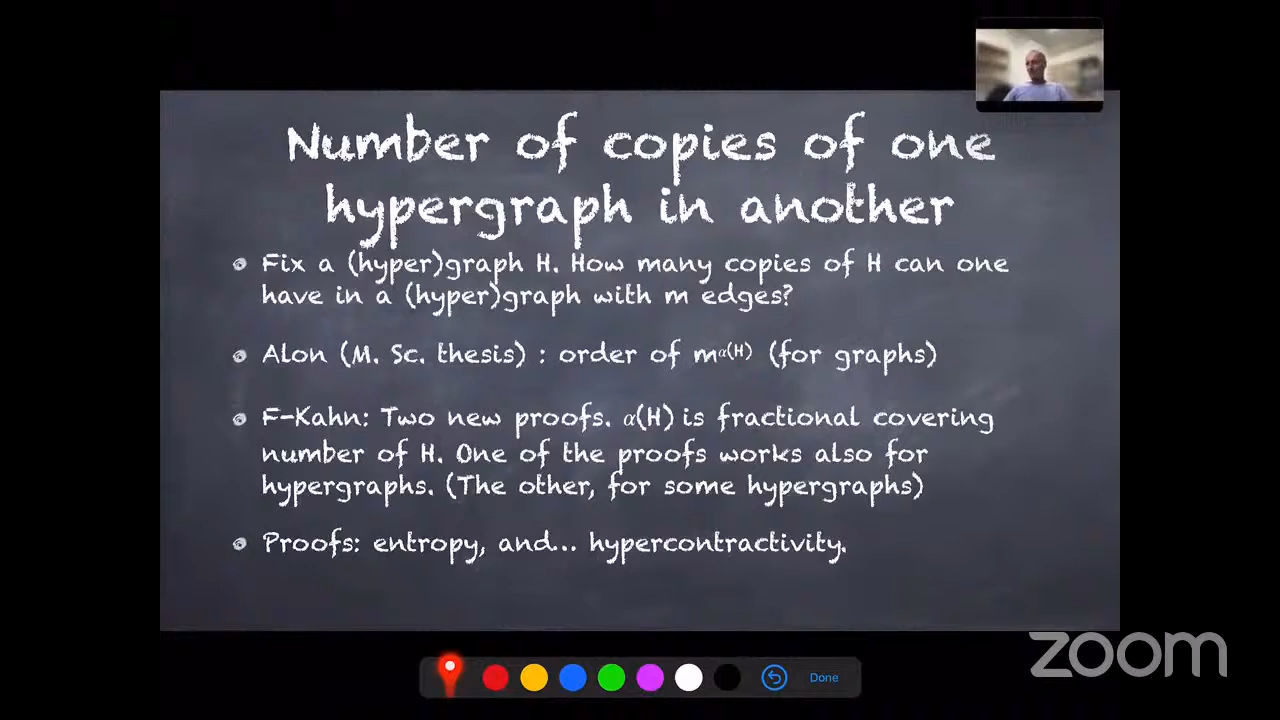 Number of copies of one
hypergraph in another
Fix a (hyper)graph H. How many copies of H can one
have in a (hyper)graph with m edges?
Alon (M. Sc. thesis) : order of m^α(H) (for graphs)
F-Kahn: Two new proofs. α(H) is fractional covering
number of H. One of the proofs works also for
hypergraphs. (The other, for some hypergraphs)
Proofs: entropy, and... hypercontractivity.
zoom
Done